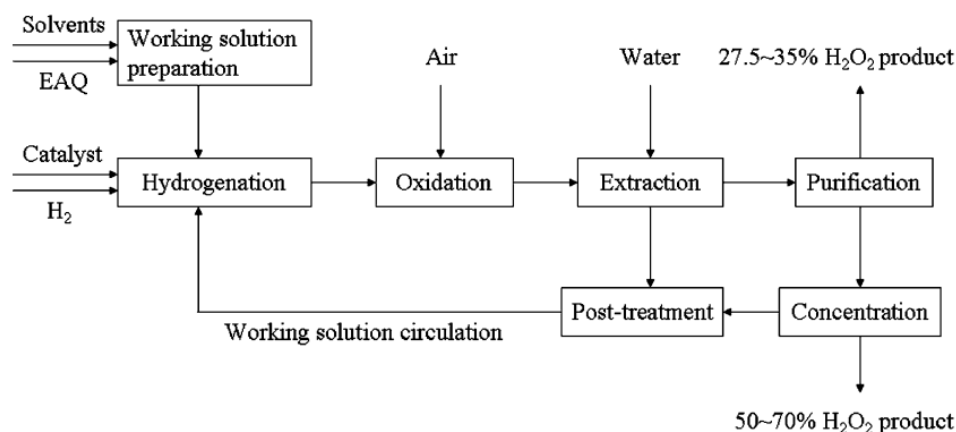 Solvents
EAQ
Working solution
preparation
Air
Water
27.5~35% H₂O₂ product
Catalyst
H₂
Hydrogenation
Oxidation
Extraction
Purification
Post-treatment
Concentration
Working solution circulation
50~70% H₂O₂ product